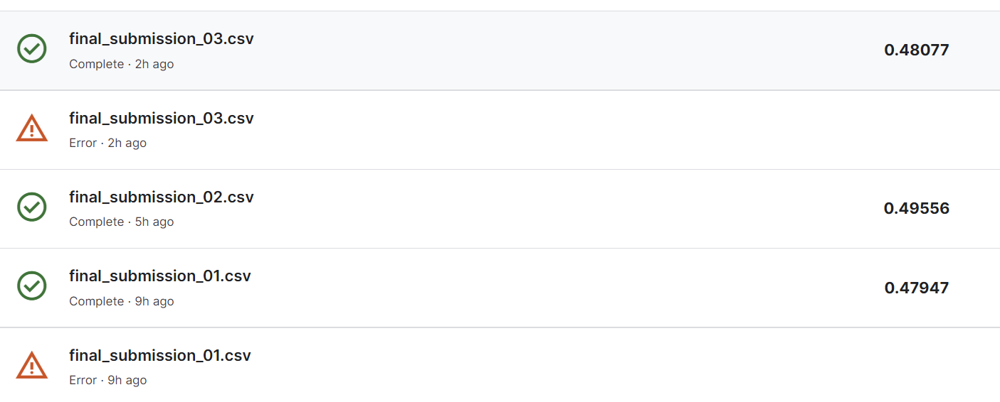 final_submission_03.csv
Complete · 2h ago
0.48077
final_submission_03.csv
Error · 2h ago
final_submission_02.csv
Complete · 5h ago
0.49556
final_submission_01.csv
Complete · 9h ago
0.47947
final_submission_01.csv
Error · 9h ago